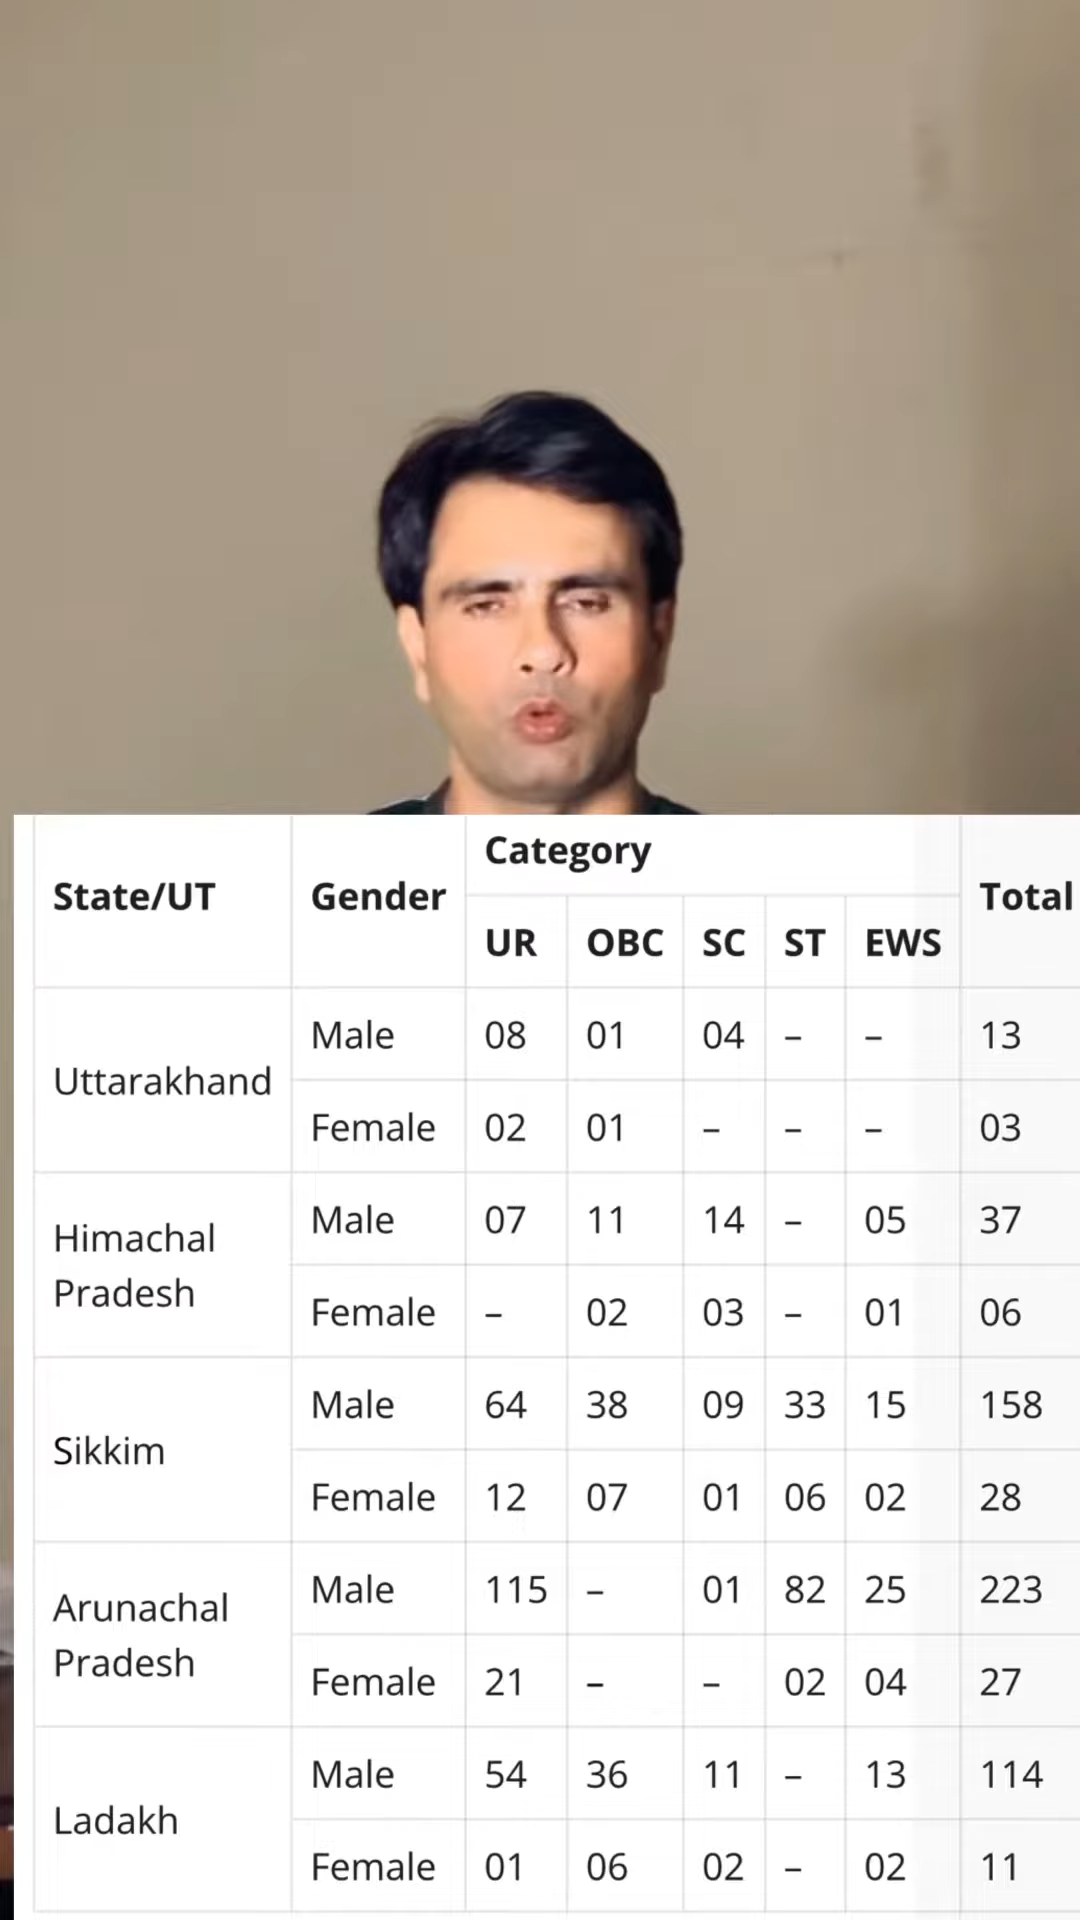 State/UT Gender Category Total
UR OBC SC ST EWS
Uttarakhand Male 08 01 04 – – 13
Female 02 01 – – – 03
Himachal Pradesh Male 07 11 14 – 05 37
Female – 02 03 – 01 06
Sikkim Male 64 38 09 33 15 158
Female 12 07 01 06 02 28
Arunachal Pradesh Male 115 – 01 82 25 223
Female 21 – – 02 04 27
Ladakh Male 54 36 11 – 13 114
Female 01 06 02 – 02 11